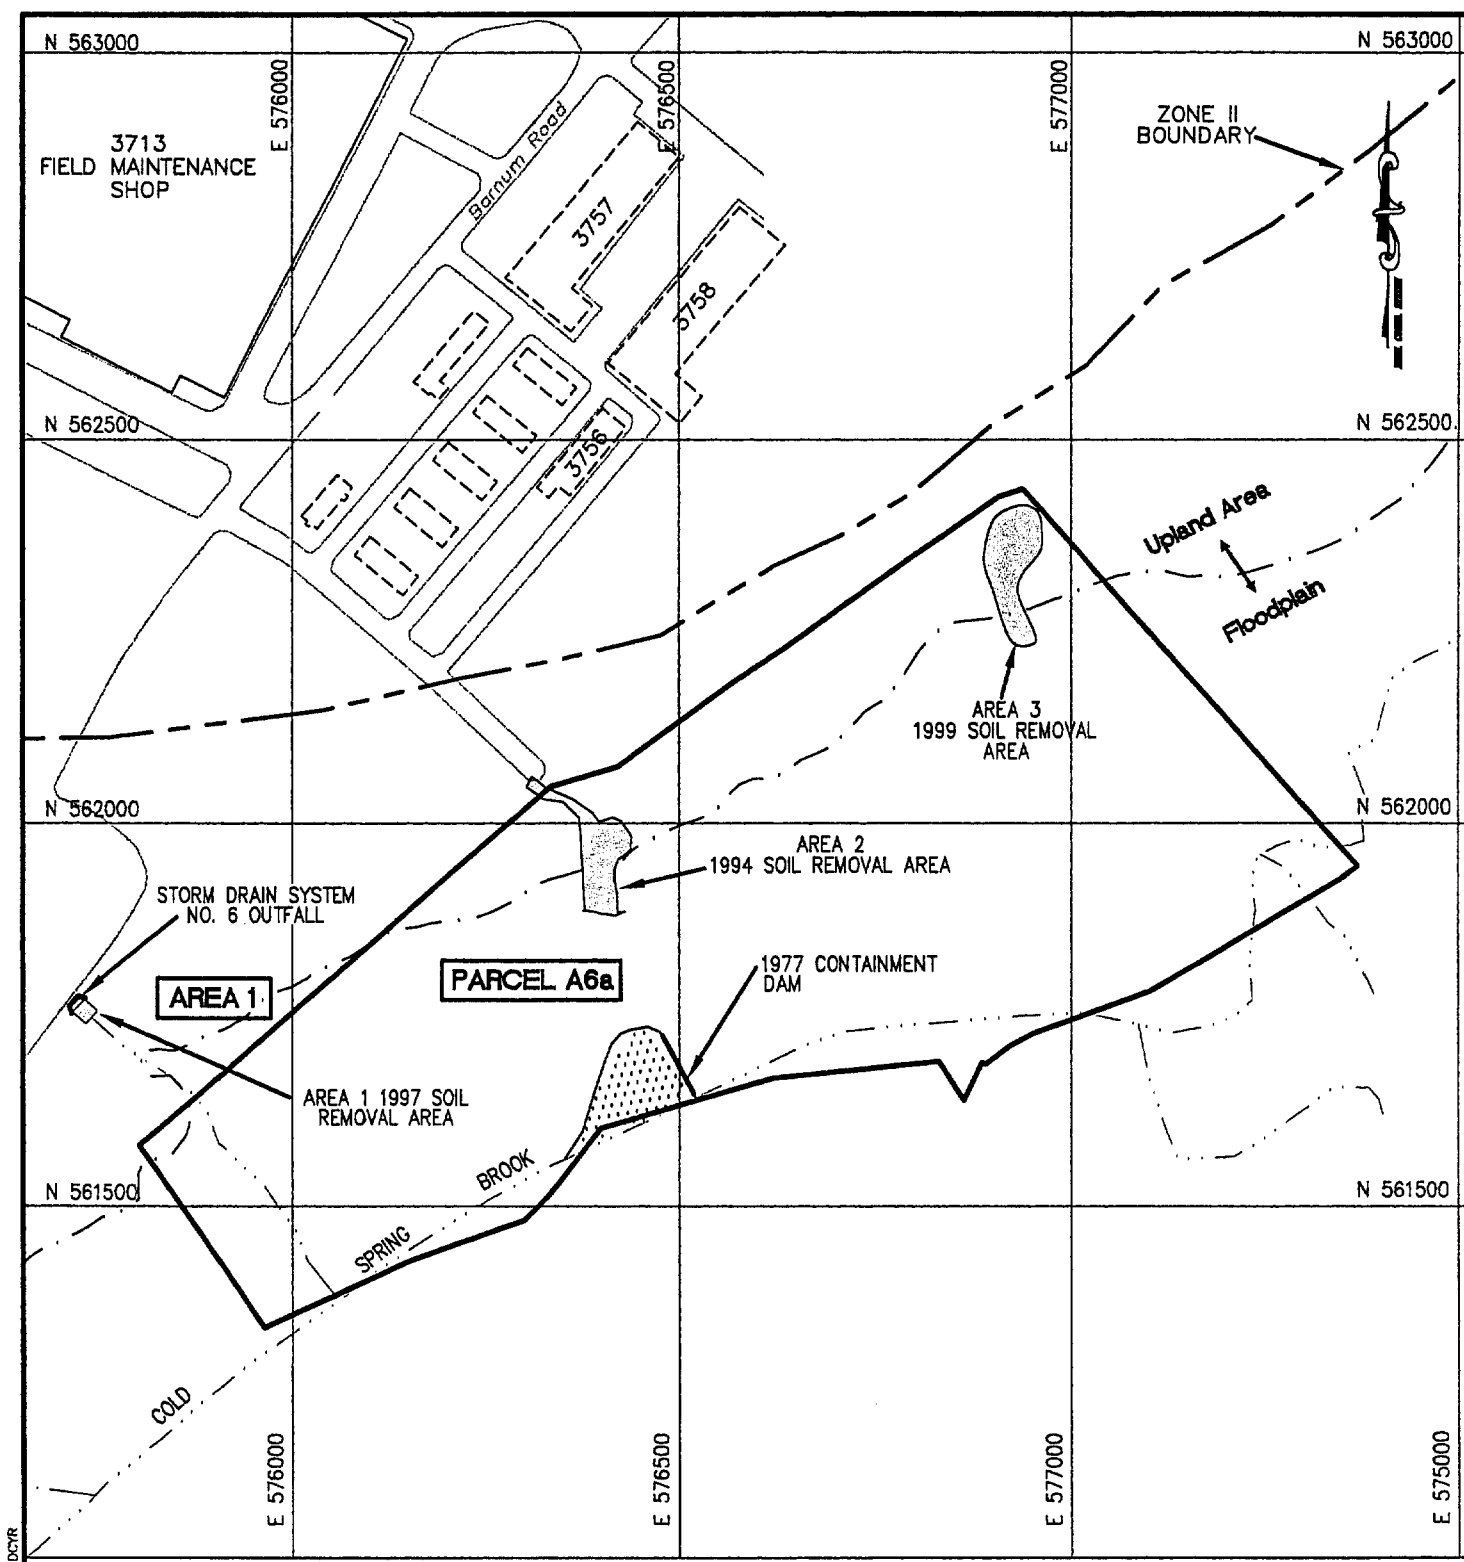 N 563000
N 563000
E 576000
E 576500
E 577000
ZONE II
BOUNDARY
3713
FIELD MAINTENANCE
SHOP
Barnum Road
3757
3758
3756
N 562500
N 562500
Upland Area
Floodplain
AREA 3
1999 SOIL REMOVAL
AREA
N 562000
N 562000
AREA 2
1994 SOIL REMOVAL AREA
STORM DRAIN SYSTEM
NO. 6 OUTFALL
AREA 1
PARCEL A6a
1977 CONTAINMENT
DAM
AREA 1 1997 SOIL
REMOVAL AREA
N 561500
N 561500
COLD
SPRING
BROOK
E 576000
E 576500
E 577000
E 575000
DCYR